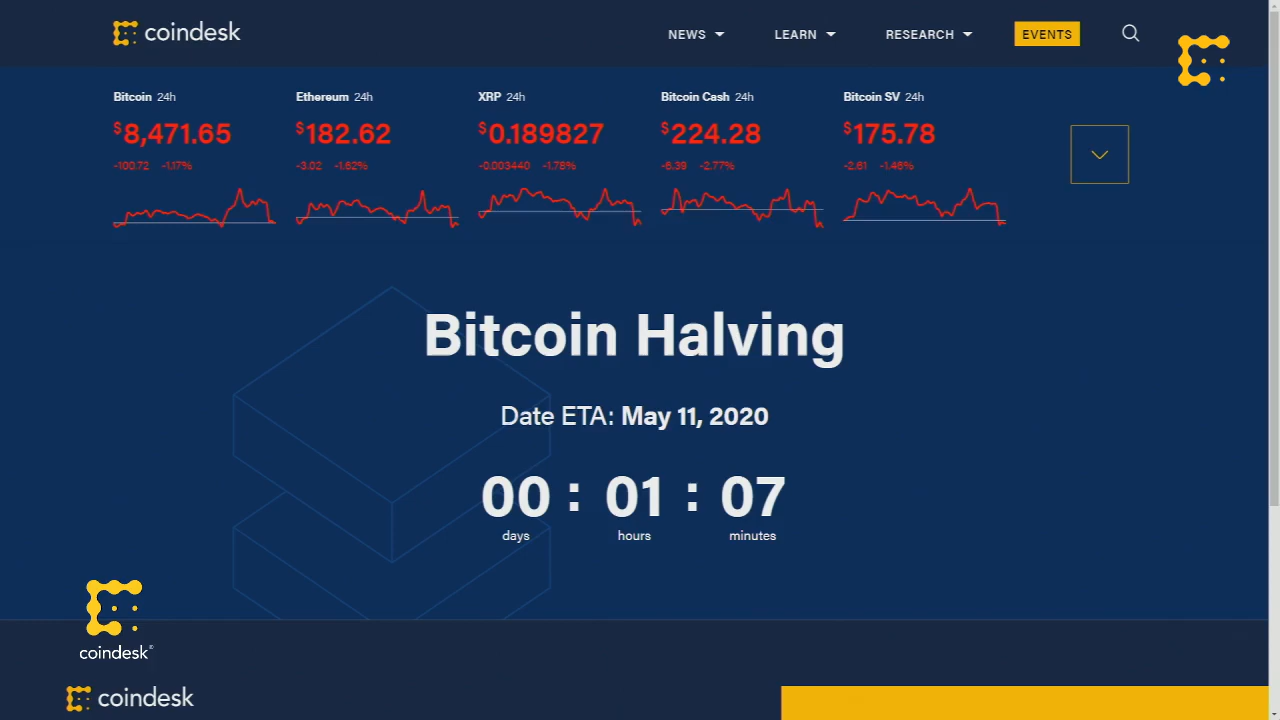 coindesk
NEWS LEARN RESEARCH EVENTS
Bitcoin 24h Ethereum 24h XRP 24h Bitcoin Cash 24h Bitcoin SV 24h
$8,471.65 $182.62 $0.189827 $224.28 $175.78
-100.72 -1.17% -3.02 -1.62% -0.003440 -1.78% -6.39 -2.77% -2.61 -1.46%
Bitcoin Halving
Date ETA: May 11, 2020
00 : 01 : 07
days hours minutes
coindesk®
coindesk